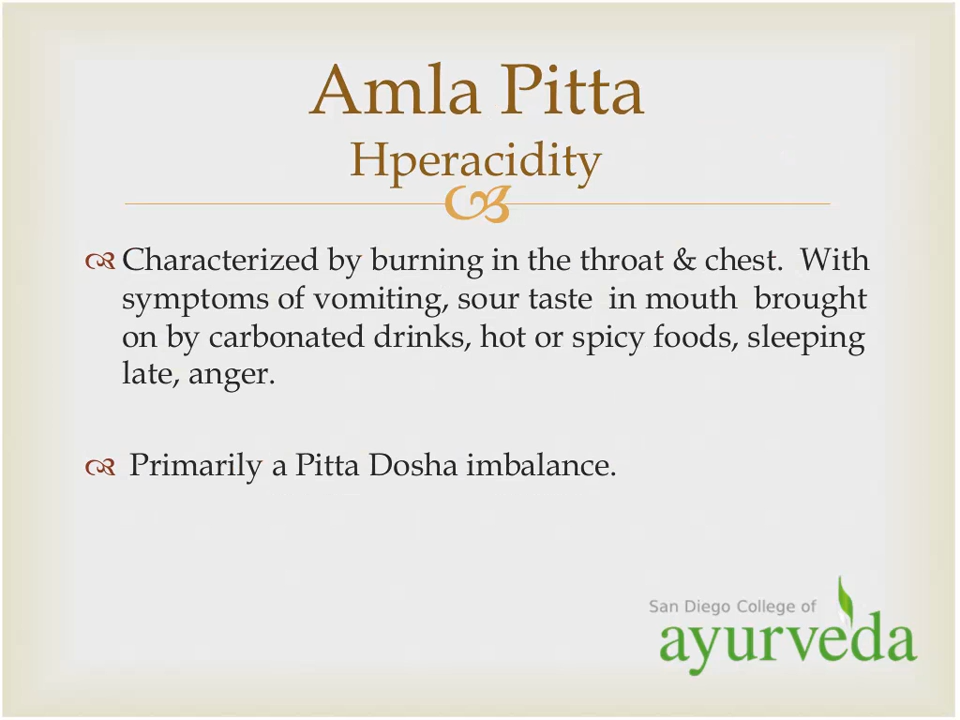 Amla Pitta
Hperacidity
Characterized by burning in the throat & chest.  With
symptoms of vomiting, sour taste  in mouth  brought
on by carbonated drinks, hot or spicy foods, sleeping
late, anger.
Primarily a Pitta Dosha imbalance.
San Diego College of
ayurveda